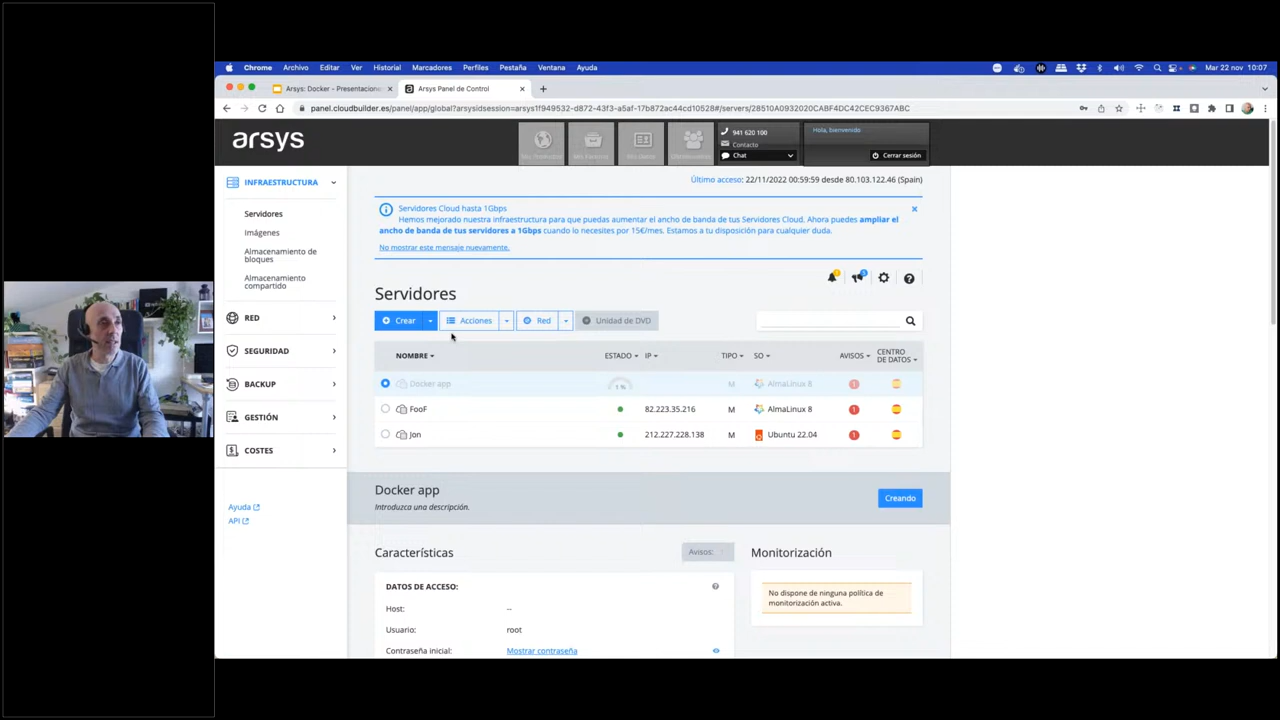 Chrome Archivo Editar Ver Historial Marcadores Perfiles Pestaña Ventana Ayuda
Mar 22 nov 10:07
Arsys: Docker - Presentacione
Arsys Panel de Control
panel.cloudbuilder.es/panel/app/global?arsysidsession=arsys1f949532-d872-43f3-a5af-17b872ac44cd10528#/servers/28510A0932020CABF4DC42CEC9367ABC
arsys
941 620 100
Contacto
Chat
Hola, bienvenido
Cerrar sesión
INFRAESTRUCTURA
Servidores
Imágenes
Almacenamiento de
bloques
Almacenamiento
compartido
RED
SEGURIDAD
BACKUP
GESTIÓN
COSTES
Ayuda
API
Último acceso: 22/11/2022 00:59:59 desde 80.103.122.46 (Spain)
Servidores Cloud hasta 1Gbps
Hemos mejorado nuestra infraestructura para que puedas aumentar el ancho de banda de tus Servidores Cloud. Ahora puedes ampliar el
ancho de banda de tus servidores a 1Gbps cuando lo necesites por 15€/mes. Estamos a tu disposición para cualquier duda.
No mostrar este mensaje nuevamente.
Servidores
Crear Acciones Red Unidad de DVD
NOMBRE ESTADO IP TIPO SO AVISOS CENTRO
DE DATOS
Docker app 1 % M AlmaLinux 8 1
FooF 82.223.35.216 M AlmaLinux 8 1
Jon 212.227.228.138 M Ubuntu 22.04 1
Docker app
Introduzca una descripción.
Creando
Características
Avisos:
Monitorización
DATOS DE ACCESO:
Host: --
Usuario: root
Contraseña inicial: Mostrar contraseña
No dispone de ninguna política de
monitorización activa.